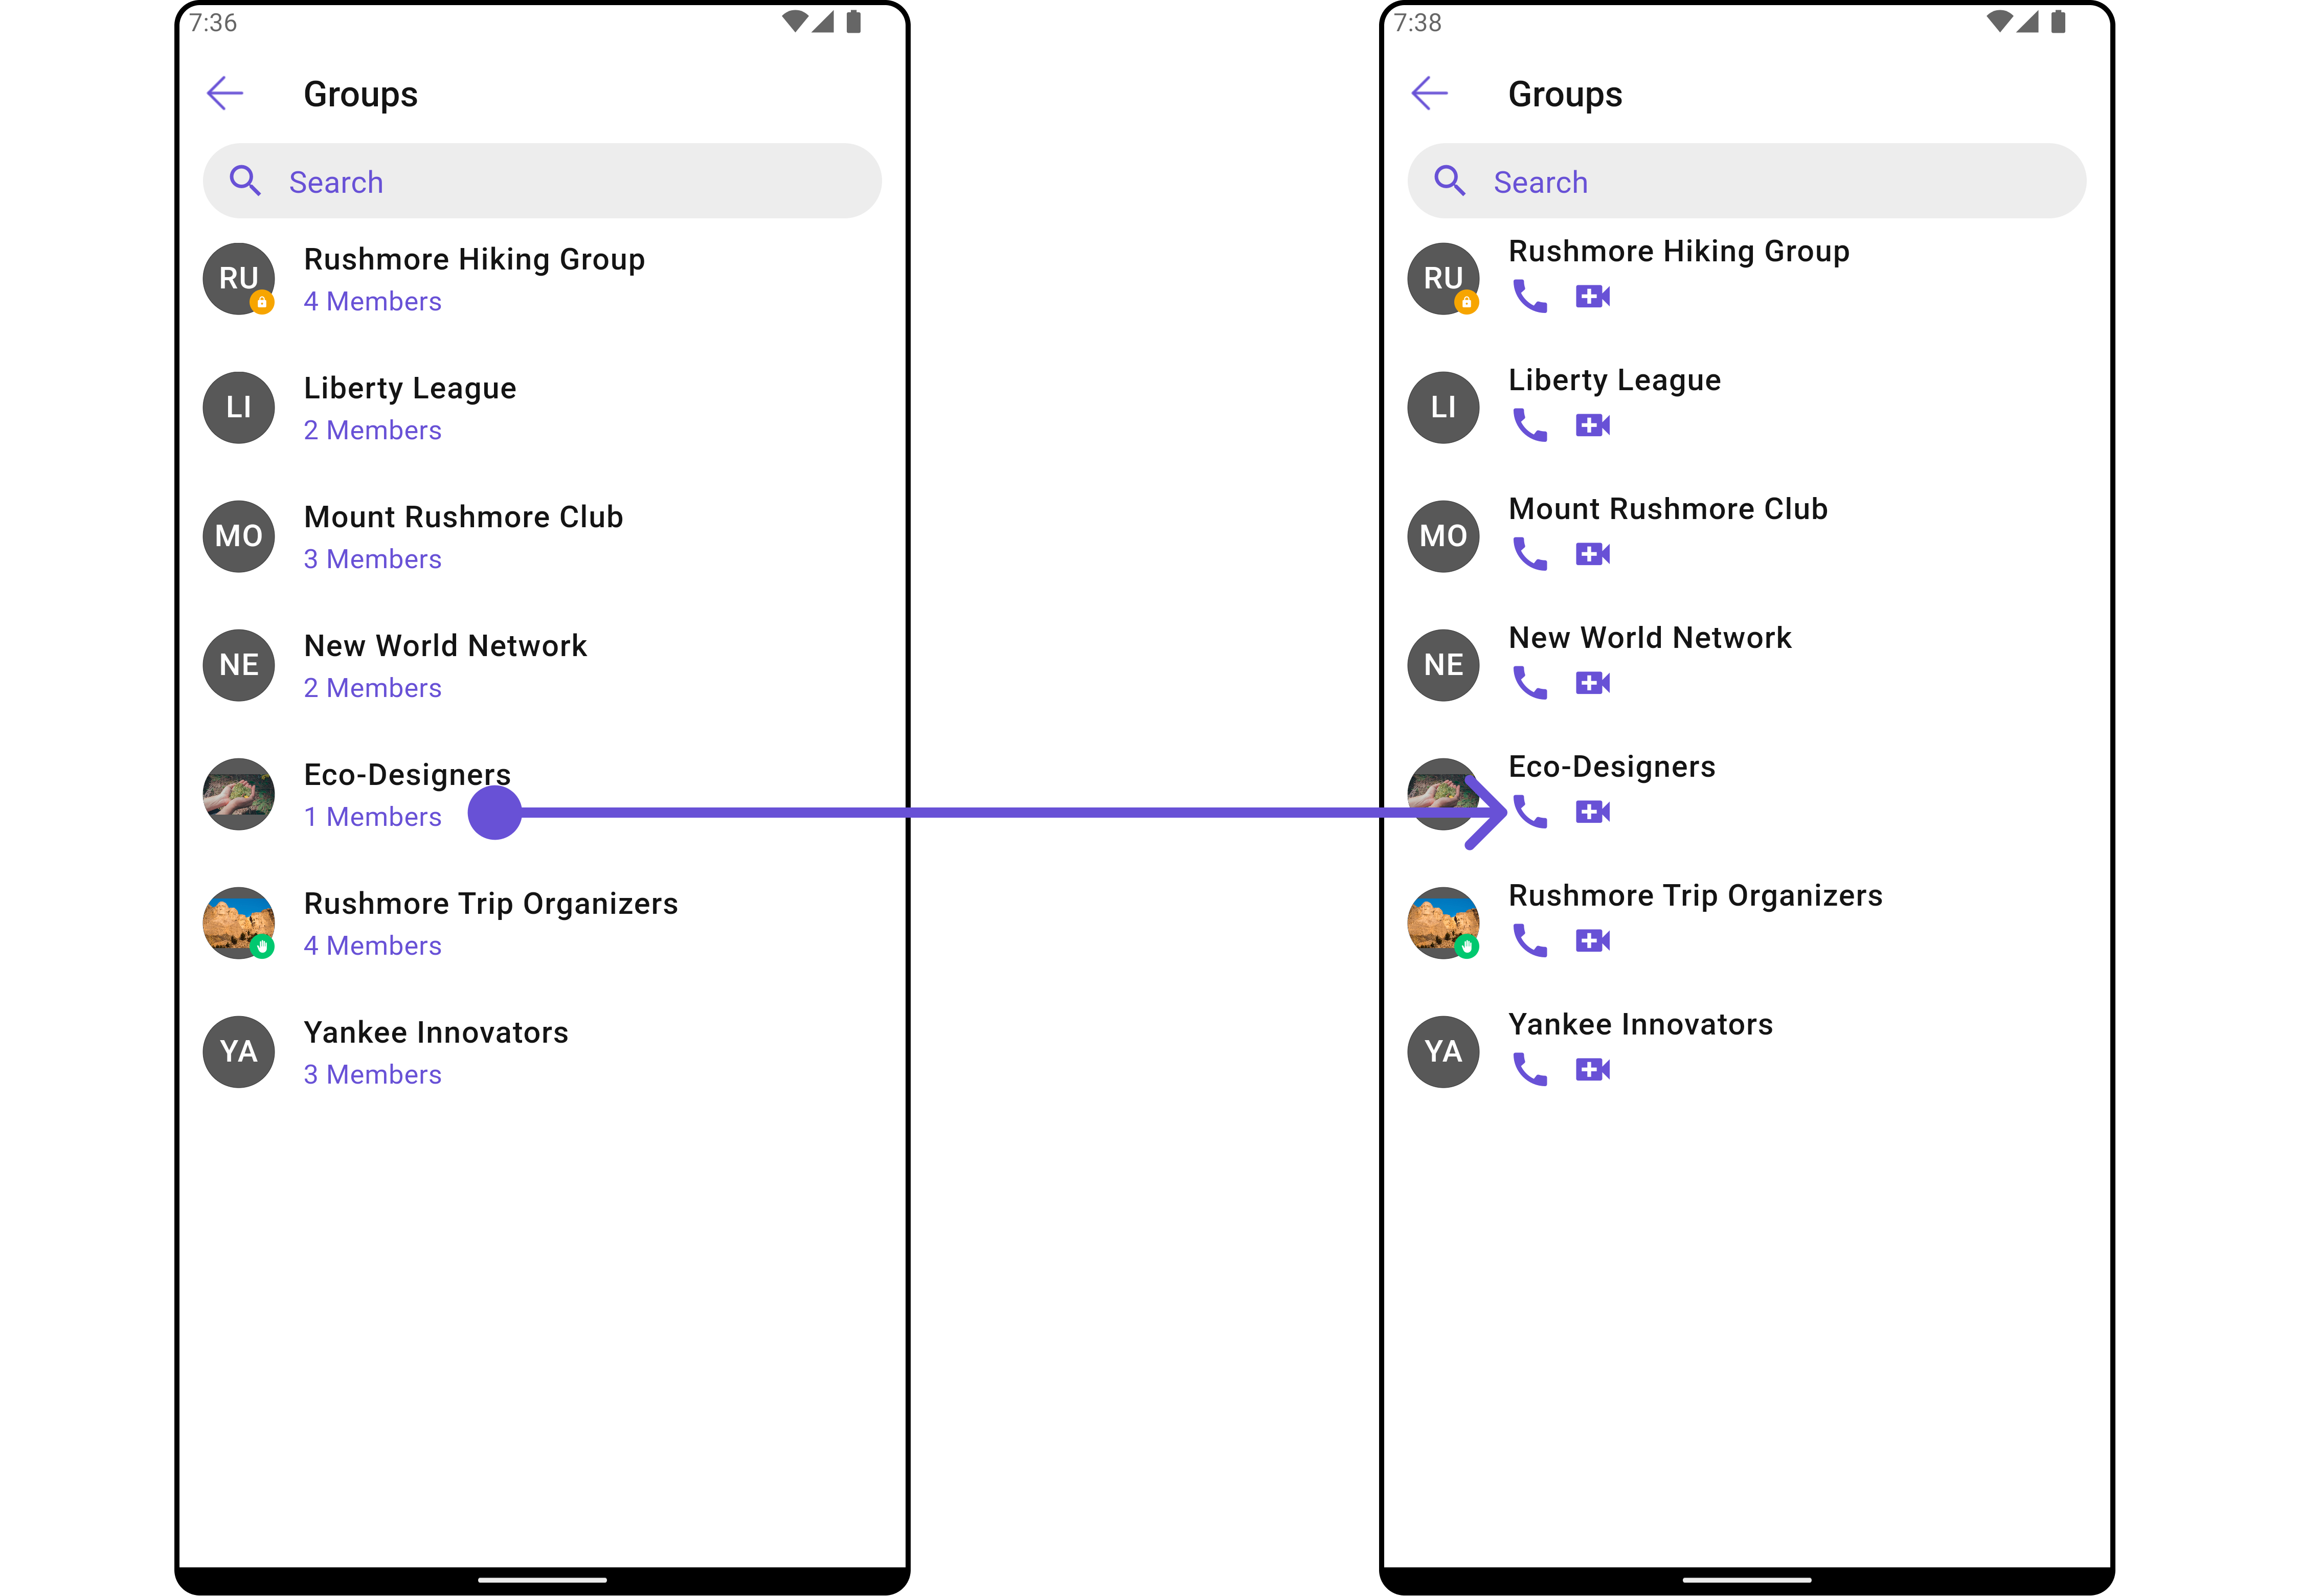 7:36
Groups
Search
RU
Rushmore Hiking Group
4 Members
LI
Liberty League
2 Members
MO
Mount Rushmore Club
3 Members
NE
New World Network
2 Members
Eco-Designers
1 Members
Rushmore Trip Organizers
4 Members
YA
Yankee Innovators
3 Members
7:38
Groups
Search
RU
Rushmore Hiking Group
LI
Liberty League
MO
Mount Rushmore Club
NE
New World Network
Eco-Designers
Rushmore Trip Organizers
YA
Yankee Innovators